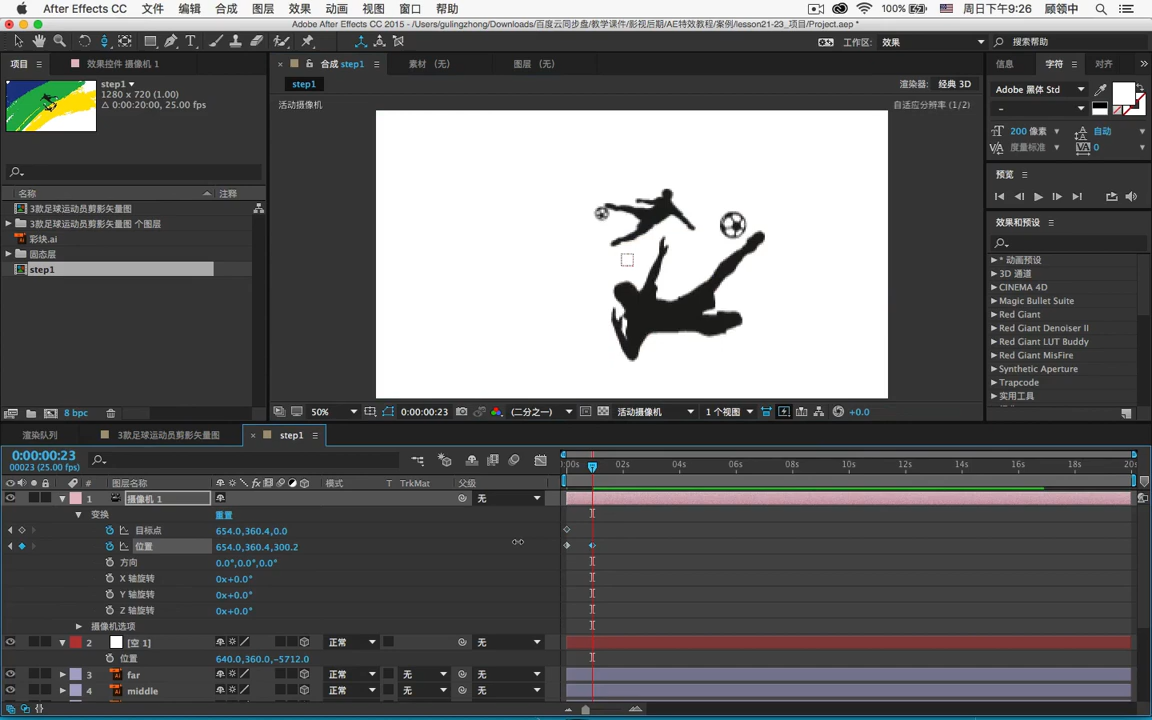 After Effects CC 文件 编辑 合成 图层 效果 动画 视图 窗口 帮助 100% 周日下午9:26 顾领中
Adobe After Effects CC 2015 - /Users/gulingzhong/Downloads/百度云同步盘/教学课件/影视后期/AE特效教程/案例/lesson21-23_项目/Project.aep *
工作区: 效果 搜索帮助
项目 效果控件 摄像机 1
合成 step1 素材 (无) 图层 (无)
信息 字符 对齐
step1
渲染器: 经典 3D
活动摄像机 自适应分辨率 (1/2)
step1▼
1280 x 720 (1.00)
Δ 0:00:20:00, 25.00 fps
名称 注释
3款足球运动员剪影矢量图
3款足球运动员剪影矢量图 个图层
彩块.ai
固态层
step1
8 bpc
50% 0:00:00:23 (二分之一) 活动摄像机 1个视图 +0.0
Adobe 黑体 Std
-
200 像素 自动
度量标准 0
预览
效果和预设
* 动画预设
3D 通道
CINEMA 4D
Magic Bullet Suite
Red Giant
Red Giant Denoiser II
Red Giant LUT Buddy
Red Giant MisFire
Synthetic Aperture
Trapcode
实用工具
渲染队列 3款足球运动员剪影矢量图 step1
0:00:00:23
00023 (25.00 fps)
:00s 02s 04s 06s 08s 10s 12s 14s 16s 18s 20s
# 图层名称 模式 T TrkMat 父级
1 摄像机 1 无
变换 重置
目标点 654.0,360.4,0.0
位置 654.0,360.4,300.2
方向 0.0°,0.0°,0.0°
X 轴旋转 0x+0.0°
Y 轴旋转 0x+0.0°
Z 轴旋转 0x+0.0°
摄像机选项
2 [空 1] 正常 无
位置 640.0,360.0,-5712.0
3 far 正常 无 无
4 middle 正常 无 无